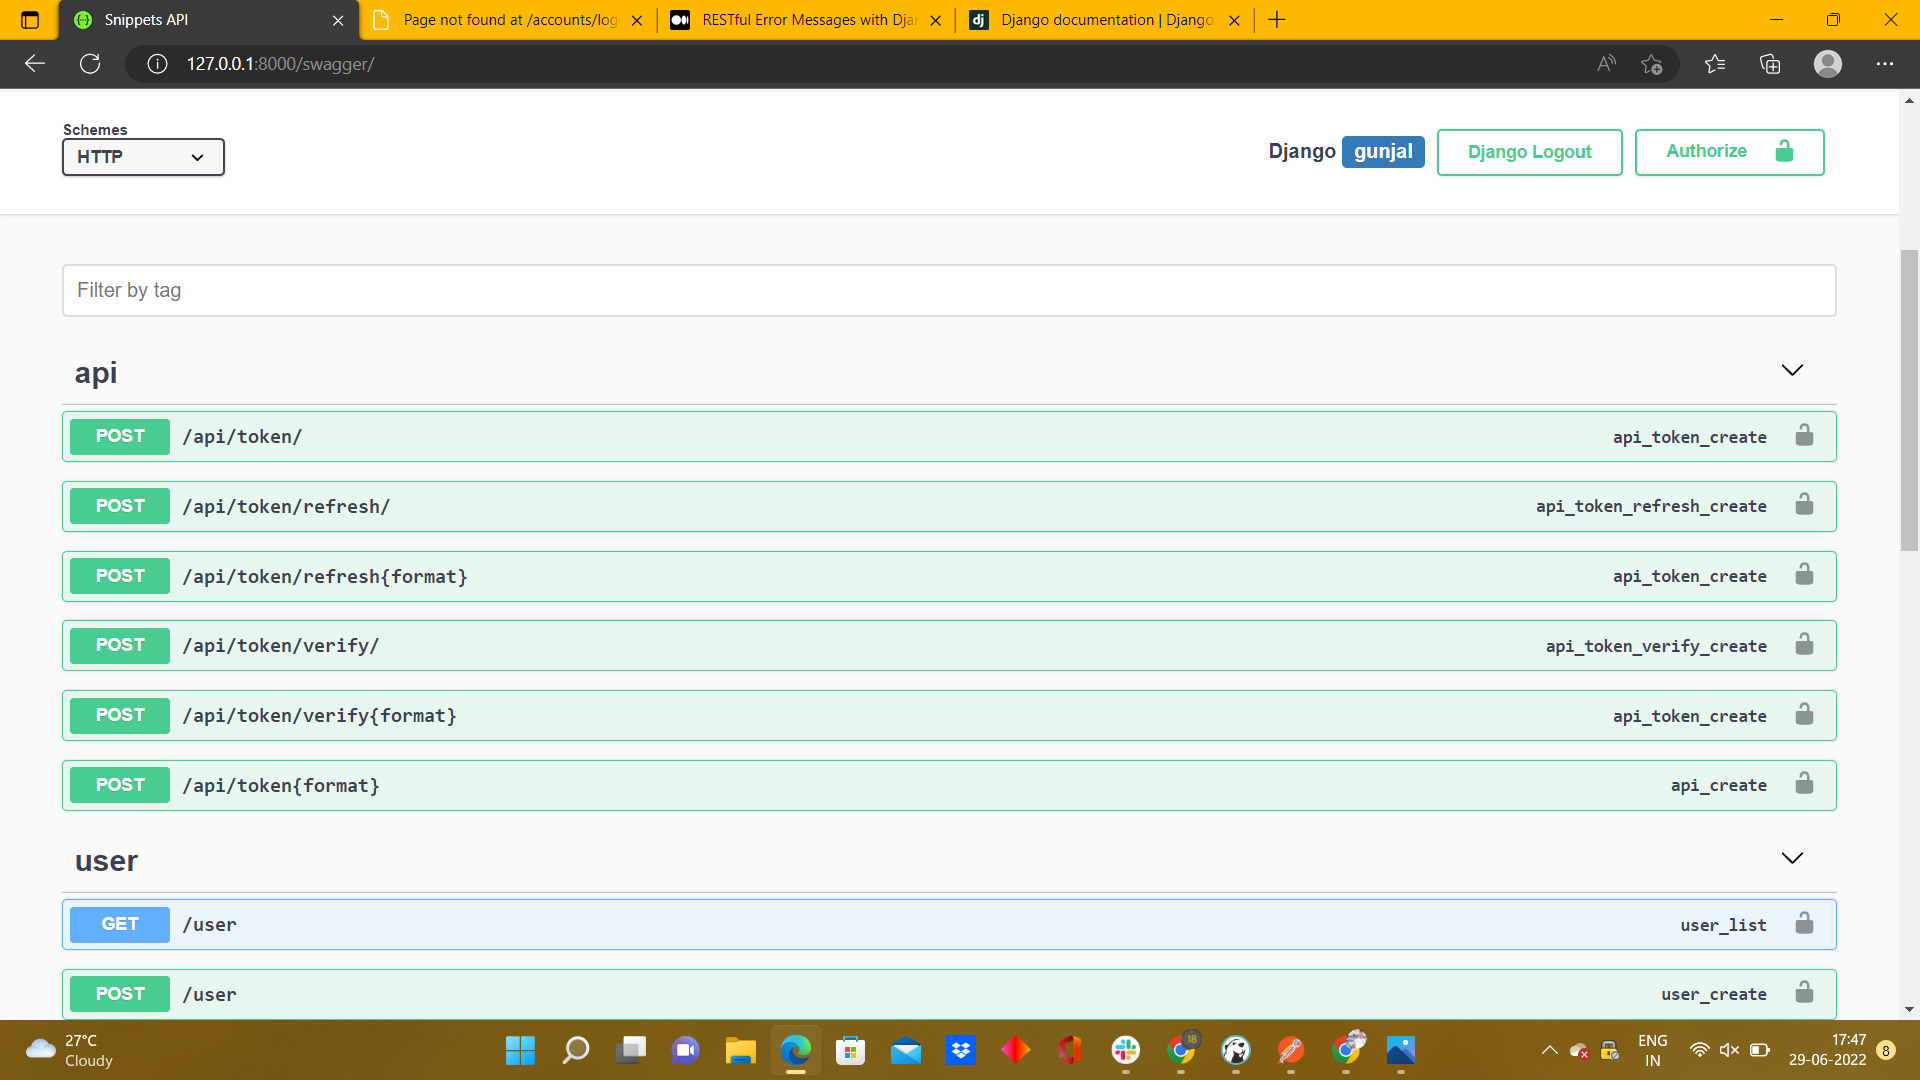 Snippets API
Page not found at /accounts/log
RESTful Error Messages with Djan
Django documentation | Django
127.0.0.1:8000/swagger/
Schemes
HTTP
Django gunjal
Django Logout
Authorize
Filter by tag
api
POST /api/token/ api_token_create
POST /api/token/refresh/ api_token_refresh_create
POST /api/token/refresh{format} api_token_create
POST /api/token/verify/ api_token_verify_create
POST /api/token/verify{format} api_token_create
POST /api/token{format} api_create
user
GET /user user_list
POST /user user_create
27°C
Cloudy
18
ENG
IN
17:47
29-06-2022
8